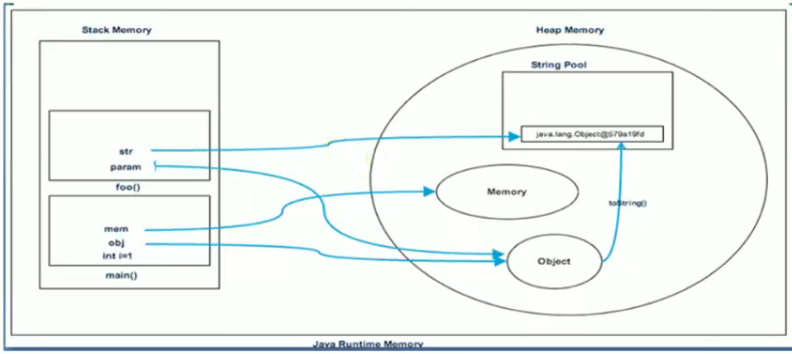 Stack Memory
Heap Memory
String Pool
java.lang.Object@579a19fd
str
param
foo()
Memory
toString()
mem
obj
int i=1
main()
Object
Java Runtime Memory